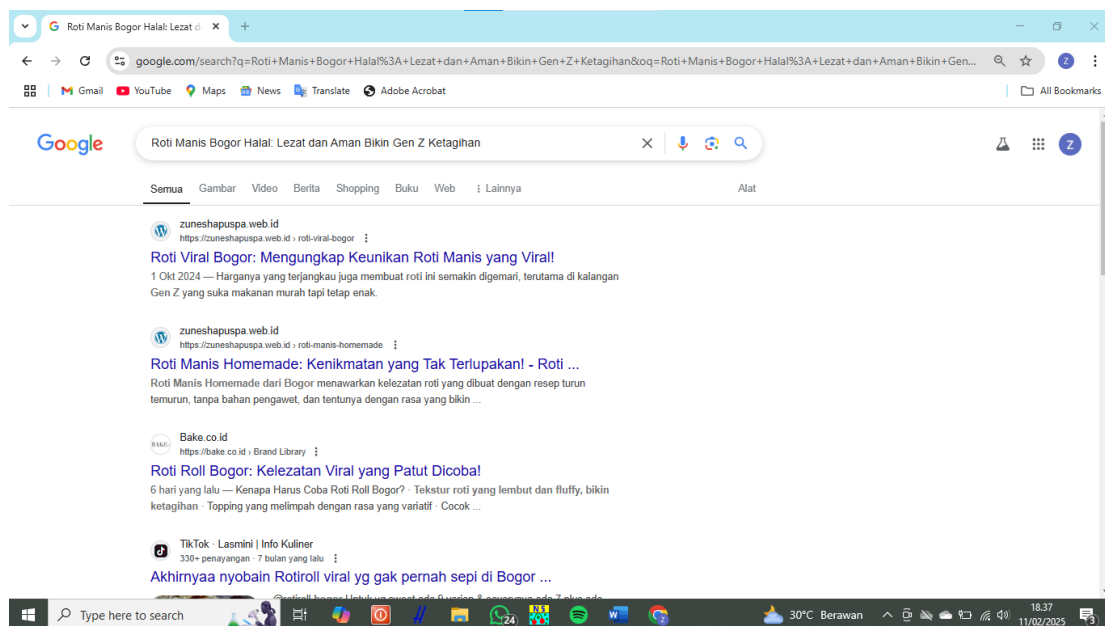 Roti Manis Bogor Halal: Lezat d
google.com/search?q=Roti+Manis+Bogor+Halal%3A+Lezat+dan+Aman+Bikin+Gen+Z+Ketagihan&oq=Roti+Manis+Bogor+Halal%3A+Lezat+dan+Aman+Bikin+Gen... Z
Gmail YouTube Maps News Translate Adobe Acrobat All Bookmarks
Google Roti Manis Bogor Halal: Lezat dan Aman Bikin Gen Z Ketagihan Z
Semua Gambar Video Berita Shopping Buku Web Lainnya Alat
zuneshapuspa.web.id
https://zuneshapuspa.web.id › roti-viral-bogor
Roti Viral Bogor: Mengungkap Keunikan Roti Manis yang Viral!
1 Okt 2024 — Harganya yang terjangkau juga membuat roti ini semakin digemari, terutama di kalangan
Gen Z yang suka makanan murah tapi tetap enak.
zuneshapuspa.web.id
https://zuneshapuspa.web.id › roti-manis-homemade
Roti Manis Homemade: Kenikmatan yang Tak Terlupakan! - Roti ...
Roti Manis Homemade dari Bogor menawarkan kelezatan roti yang dibuat dengan resep turun
temurun, tanpa bahan pengawet, dan tentunya dengan rasa yang bikin ...
BAKE.
Bake.co.id
https://bake.co.id › Brand Library
Roti Roll Bogor: Kelezatan Viral yang Patut Dicoba!
6 hari yang lalu — Kenapa Harus Coba Roti Roll Bogor? · Tekstur roti yang lembut dan fluffy, bikin
ketagihan · Topping yang melimpah dengan rasa yang variatif · Cocok ...
TikTok · Lasmini | Info Kuliner
330+ penayangan · 7 bulan yang lalu
Akhirnyaa nyobain Rotiroll viral yg gak pernah sepi di Bogor ...
Type here to search 24 30°C Berawan 18.37
11/02/2025 3